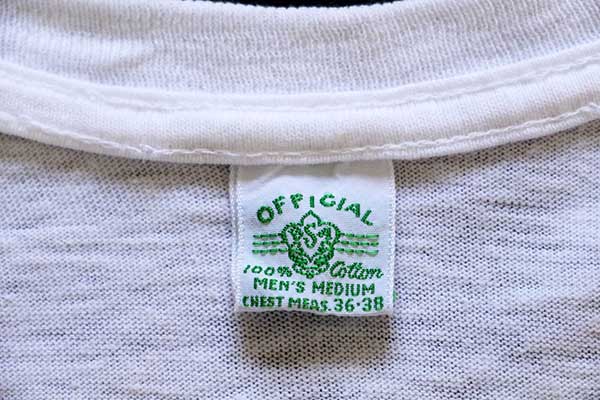 OFFICIAL
BSA
100% Cotton
MEN'S MEDIUM
CHEST MEAS. 36-38